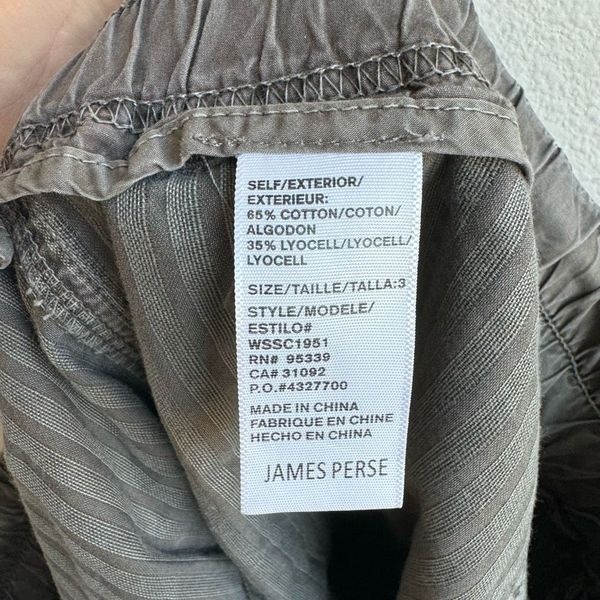 SELF/EXTERIOR/
EXTERIEUR:
65% COTTON/COTON/
ALGODON
35% LYOCELL/LYOCELL/
LYOCELL
SIZE/TAILLE/TALLA:3
STYLE/MODELE/
ESTILO#
WSSC1951
RN# 95339
CA# 31092
P.O.#4327700
MADE IN CHINA
FABRIQUE EN CHINE
HECHO EN CHINA
JAMES PERSE